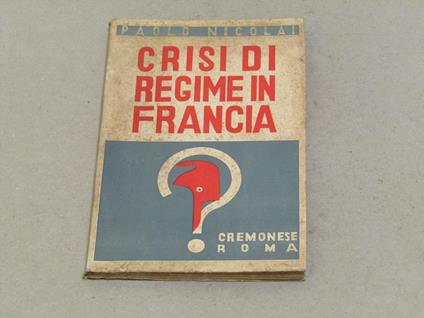 PAOLO NICOLAI
CRISI DI
REGIME IN
FRANCIA
?
CREMONESE
ROMA